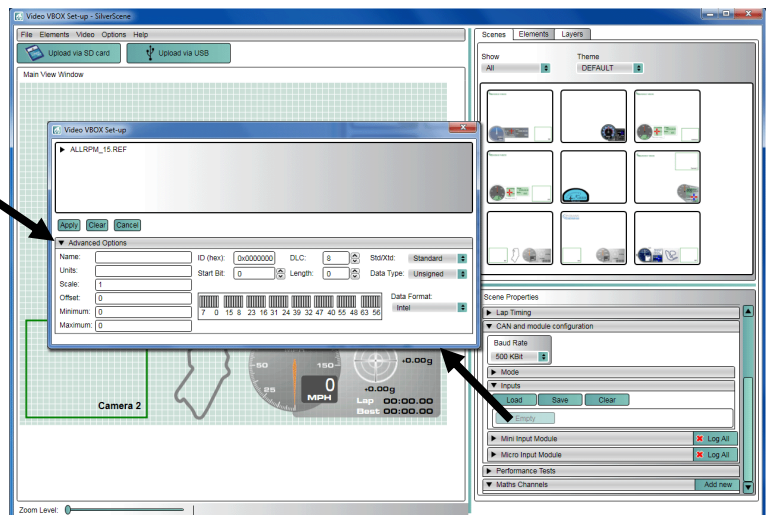 Video VBOX Set-up - SilverScene
File Elements Video Options Help
Upload via SD card
Upload via USB
Main View Window
Video VBOX Set-up
ALLRPM_15.REF
Apply Clear Cancel
Advanced Options
Name:
ID (hex): 0x0000000 DLC: 8 Std/Xtd: Standard
Units:
Start Bit: 0 Length: 0 Data Type: Unsigned
Scale: 1
Offset: 0
Data Format:
Minimum: 0
7 0 15 8 23 16 31 24 39 32 47 40 55 48 63 56
Intel
Maximum: 0
Camera 2
50 150
25
0
MPH
+0.00g
+0.00g
Lap 00:00.00
Best 00:00.00
Zoom Level:
Scenes Elements Layers
Show Theme
All DEFAULT
Scene Properties
Lap Timing
CAN and module configuration
Baud Rate
500 KBit
Mode
Inputs
Load Save Clear
Empty
Mini Input Module Log All
Micro Input Module Log All
Performance Tests
Maths Channels Add new